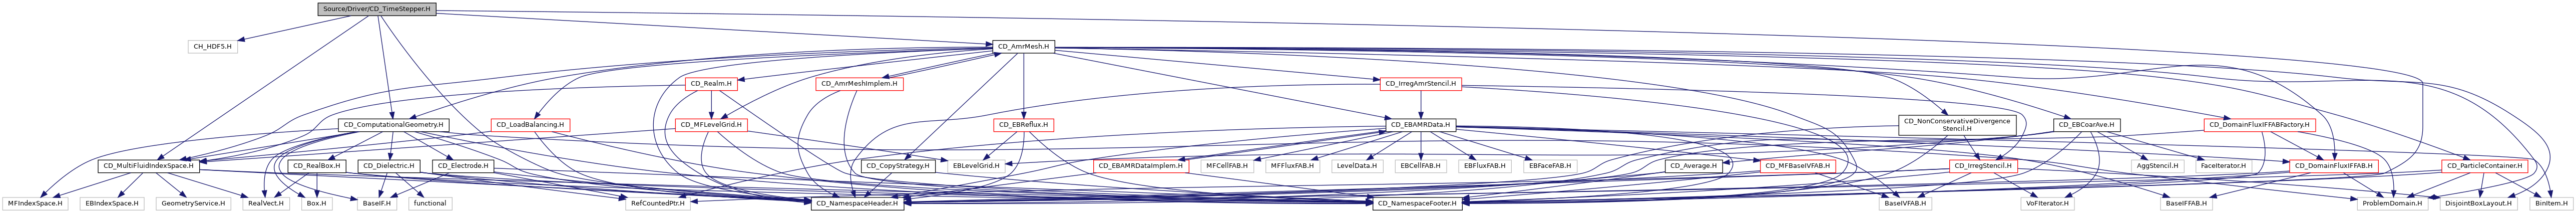 Source/Driver/CD_TimeStepper.H
CH_HDF5.H
CD_AmrMesh.H
CD_Realm.H
CD_AmrMeshImplem.H
CD_IrregAmrStencil.H
CD_ComputationalGeometry.H
CD_LoadBalancing.H
CD_MFLevelGrid.H
CD_EBReflux.H
CD_EBAMRData.H
CD_NonConservativeDivergence
Stencil.H
CD_EBCoarAve.H
CD_DomainFluxIFFABFactory.H
CD_MultiFluidIndexSpace.H
CD_RealBox.H
CD_Dielectric.H
CD_Electrode.H
CD_CopyStrategy.H
EBLevelGrid.H
CD_EBAMRDataImplem.H
MFCellFAB.H
MFFluxFAB.H
LevelData.H
EBCellFAB.H
EBFluxFAB.H
EBFaceFAB.H
CD_Average.H
CD_MFBaseIVFAB.H
CD_IrregStencil.H
AggStencil.H
FaceIterator.H
CD_DomainFluxIFFAB.H
CD_ParticleContainer.H
MFIndexSpace.H
EBIndexSpace.H
GeometryService.H
RealVect.H
Box.H
BaseIF.H
functional
RefCountedPtr.H
CD_NamespaceHeader.H
CD_NamespaceFooter.H
BaseIVFAB.H
VoFIterator.H
BaseIFFAB.H
ProblemDomain.H
DisjointBoxLayout.H
BinItem.H